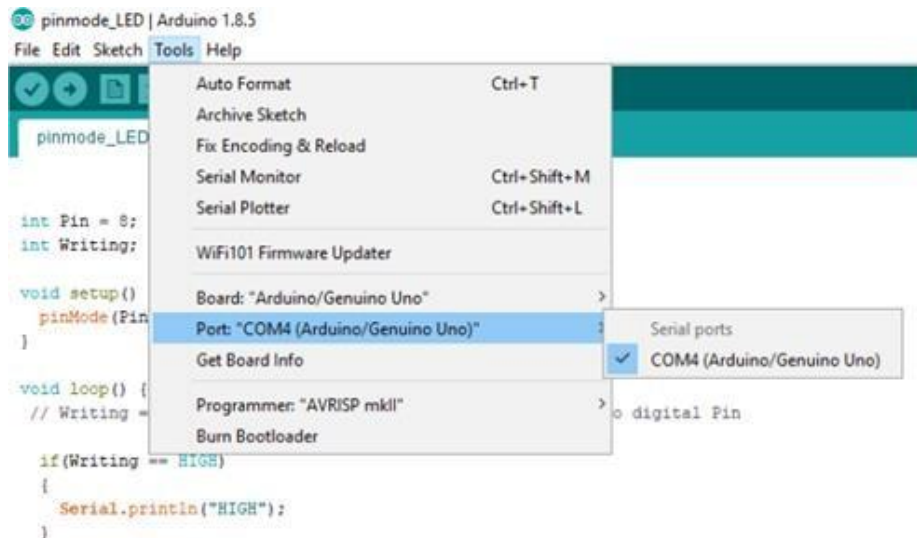 pinmode_LED | Arduino 1.8.5
File Edit Sketch Tools Help
Auto Format Ctrl+T
Archive Sketch
pinmode_LED
Fix Encoding & Reload
Serial Monitor Ctrl+Shift+M
Serial Plotter Ctrl+Shift+L
int Pin = 8;
int Writing;
WiFi101 Firmware Updater
void setup()
Board: "Arduino/Genuino Uno"
pinMode(Pin
Port: "COM4 (Arduino/Genuino Uno)"
Serial ports
}
Get Board Info
COM4 (Arduino/Genuino Uno)
void loop() {
Programmer: "AVRISP mkII"
// Writing = o digital Pin
Burn Bootloader
if(Writing == HIGH)
{
Serial.println("HIGH");
}